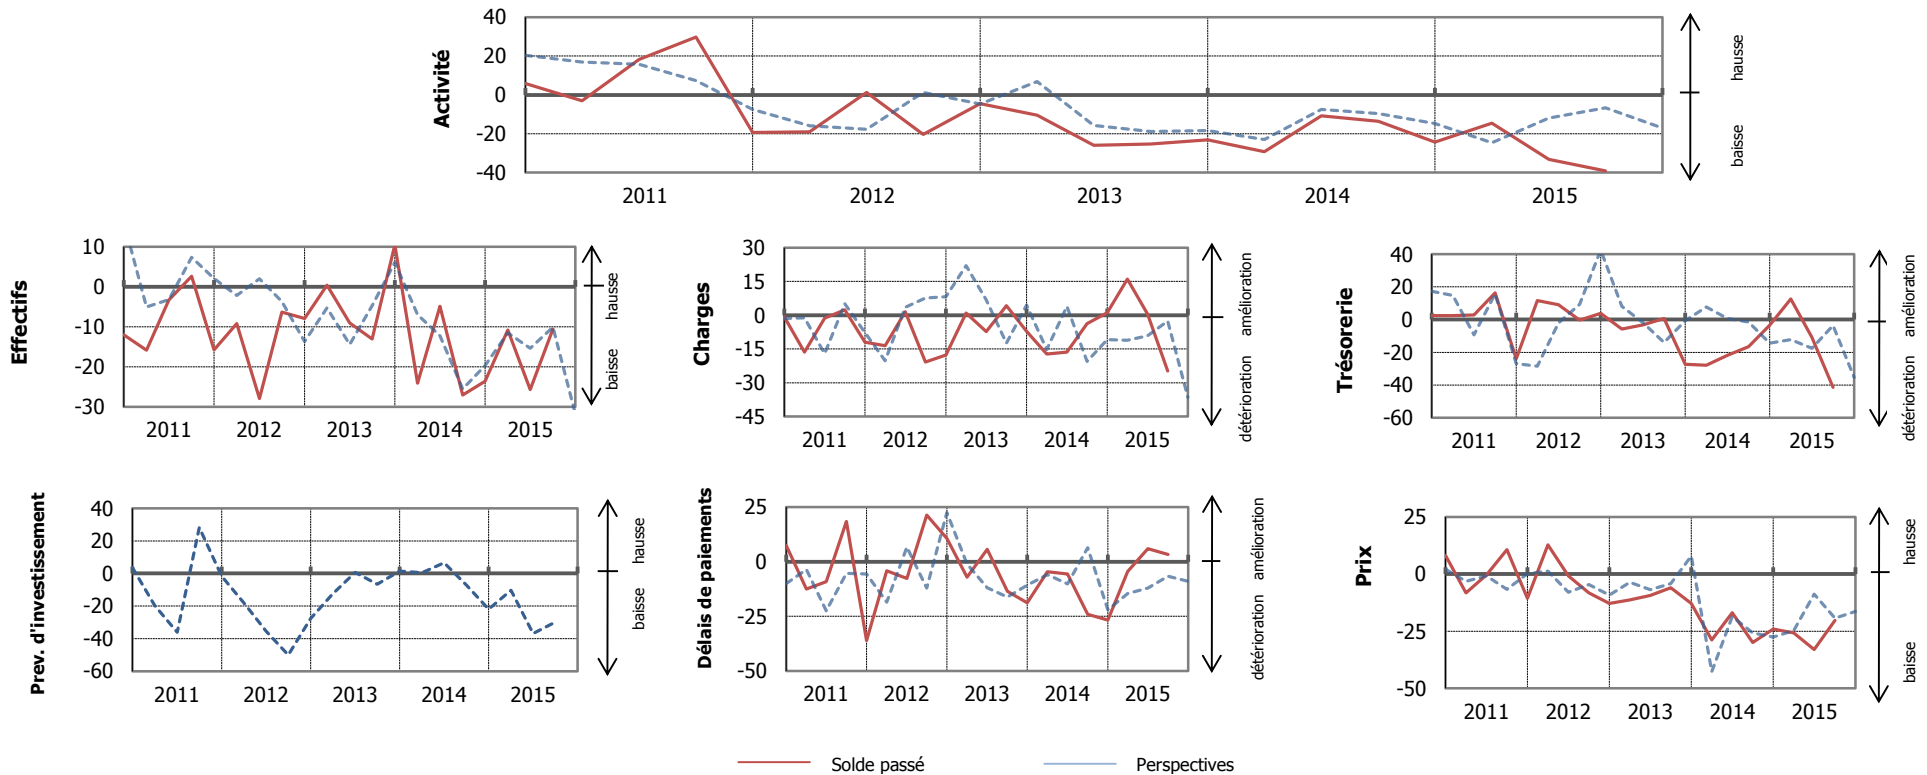 Activité
40
20
0
-20
-40
2011 2012 2013 2014 2015
hausse
baisse
Effectifs
10
0
-10
-20
-30
2011 2012 2013 2014 2015
hausse
baisse
Charges
30
15
0
-15
-30
-45
2011 2012 2013 2014 2015
amélioration
détérioration
Trésorerie
40
20
0
-20
-40
-60
2011 2012 2013 2014 2015
amélioration
détérioration
Prev. d'investissement
40
20
0
-20
-40
-60
2011 2012 2013 2014 2015
hausse
baisse
Délais de paiements
25
0
-25
-50
2011 2012 2013 2014 2015
amélioration
détérioration
Prix
25
0
-25
-50
2011 2012 2013 2014 2015
hausse
baisse
Solde passé Perspectives